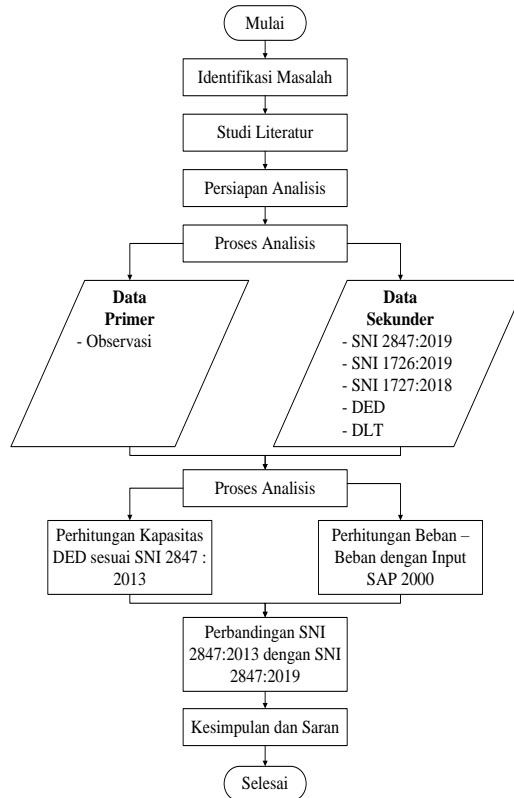 Mulai
Identifikasi Masalah
Studi Literatur
Persiapan Analisis
Proses Analisis
Data
Primer
- Observasi
Data
Sekunder
- SNI 2847:2019
- SNI 1726:2019
- SNI 1727:2018
- DED
- DLT
Proses Analisis
Perhitungan Kapasitas
DED sesuai SNI 2847 :
2013
Perhitungan Beban –
Beban dengan Input
SAP 2000
Perbandingan SNI
2847:2013 dengan SNI
2847:2019
Kesimpulan dan Saran
Selesai